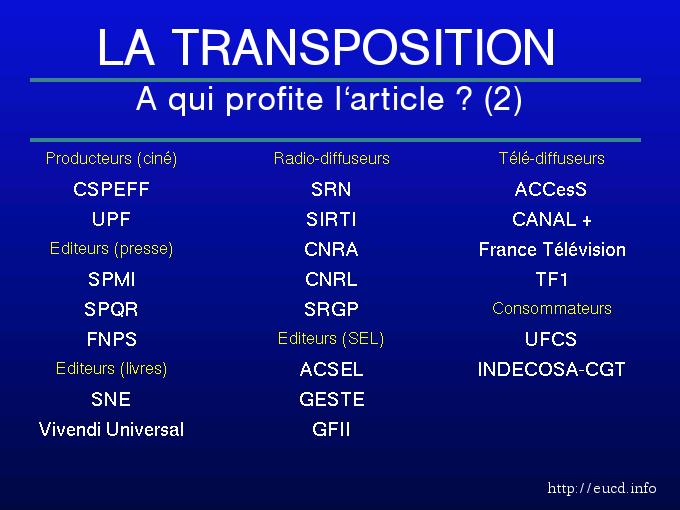 LA TRANSPOSITION
A qui profite l‘article ? (2)
Producteurs (ciné)
CSPEFF
UPF
Editeurs (presse)
SPMI
SPQR
FNPS
Editeurs (livres)
SNE
Vivendi Universal
Radio-diffuseurs
SRN
SIRTI
CNRA
CNRL
SRGP
Editeurs (SEL)
ACSEL
GESTE
GFII
Télé-diffuseurs
ACCesS
CANAL +
France Télévision
TF1
Consommateurs
UFCS
INDECOSA-CGT
http://eucd.info